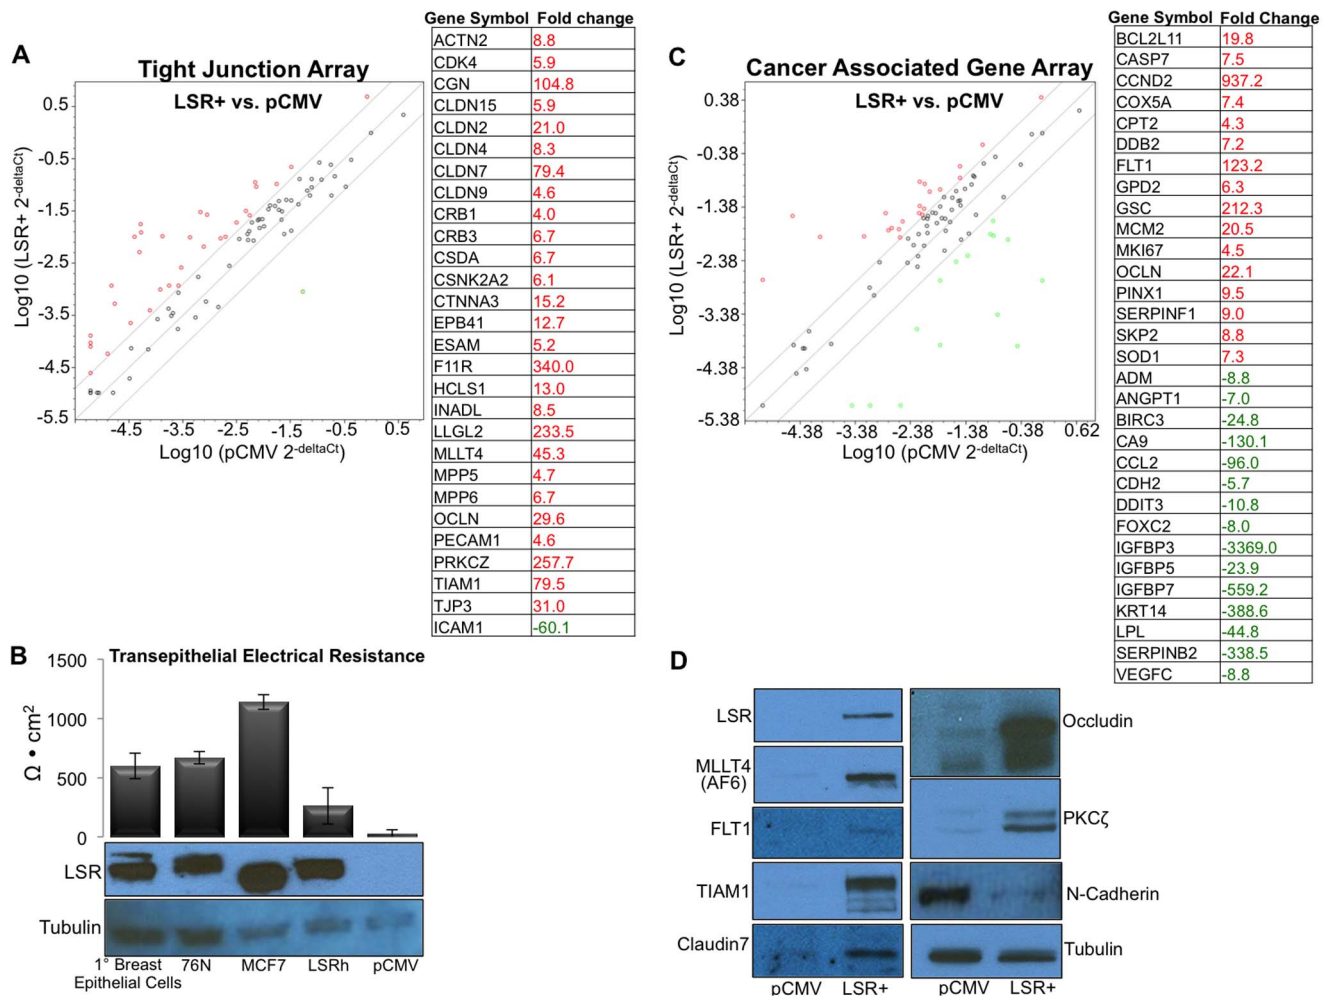 A
Tight Junction Array
LSR+ vs. pCMV
Log10 (LSR+ 2-deltaCt)
0.5
-0.5
-1.5
-2.5
-3.5
-4.5
-5.5
-4.5 -3.5 -2.5 -1.5 -0.5 0.5
Log10 (pCMV 2-deltaCt)
Gene Symbol Fold change
ACTN2 8.8
CDK4 5.9
CGN 104.8
CLDN15 5.9
CLDN2 21.0
CLDN4 8.3
CLDN7 79.4
CLDN9 4.6
CRB1 4.0
CRB3 6.7
CSDA 6.7
CSNK2A2 6.1
CTNNA3 15.2
EPB41 12.7
ESAM 5.2
F11R 340.0
HCLS1 13.0
INADL 8.5
LLGL2 233.5
MLLT4 45.3
MPP5 4.7
MPP6 6.7
OCLN 29.6
PECAM1 4.6
PRKCZ 257.7
TIAM1 79.5
TJP3 31.0
ICAM1 -60.1
B
Transepithelial Electrical Resistance
Ω • cm2
1500
1000
500
0
LSR
Tubulin
1° Breast Epithelial Cells 76N MCF7 LSRh pCMV
C
Cancer Associated Gene Array
LSR+ vs. pCMV
Log10 (LSR+ 2-deltaCt)
0.38
-0.38
-1.38
-2.38
-3.38
-4.38
-5.38
-4.38 -3.38 -2.38 -1.38 -0.38 0.62
Log10 (pCMV 2-deltaCt)
Gene Symbol Fold Change
BCL2L11 19.8
CASP7 7.5
CCND2 937.2
COX5A 7.4
CPT2 4.3
DDB2 7.2
FLT1 123.2
GPD2 6.3
GSC 212.3
MCM2 20.5
MKI67 4.5
OCLN 22.1
PINX1 9.5
SERPINF1 9.0
SKP2 8.8
SOD1 7.3
ADM -8.8
ANGPT1 -7.0
BIRC3 -24.8
CA9 -130.1
CCL2 -96.0
CDH2 -5.7
DDIT3 -10.8
FOXC2 -8.0
IGFBP3 -3369.0
IGFBP5 -23.9
IGFBP7 -559.2
KRT14 -388.6
LPL -44.8
SERPINB2 -338.5
VEGFC -8.8
D
LSR
MLLT4
(AF6)
FLT1
TIAM1
Claudin7
pCMV LSR+
Occludin
PKCζ
N-Cadherin
Tubulin
pCMV LSR+